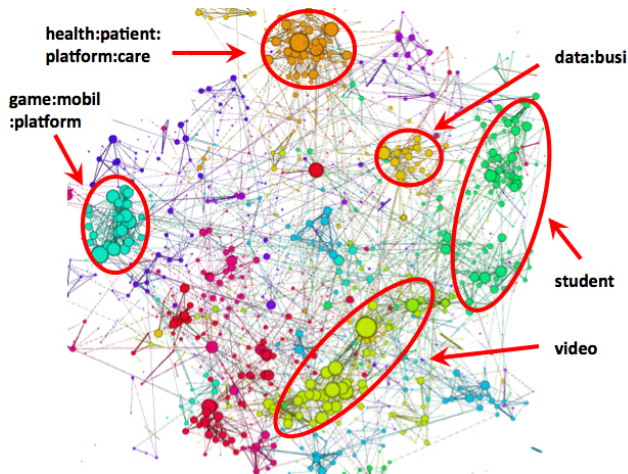 health:patient:
platform:care
data:busi
game:mobil
:platform
student
video